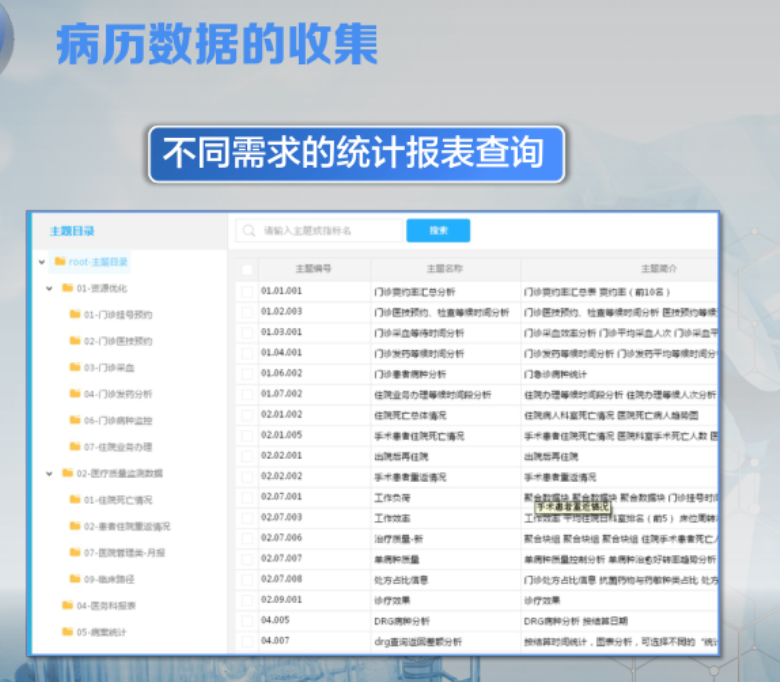 病历数据的收集
不同需求的统计报表查询
主题目录
请输入主题或指标名
搜索
root-主题目录
01-资源优化
01-门诊挂号预约
02-门诊医技预约
03-门诊采血
04-门诊发药分析
06-门诊病种监控
07-住院业务办理
02-医疗质量监测数据
01-住院死亡情况
02-患者住院重返情况
07-医院管理类-月报
09-临床路径
04-医务科报表
05-病案统计
主题编号 主题名称 主题简介
01.01.001 门诊爽约率汇总分析 门诊爽约率汇总表 爽约率(前10名)
01.02.003 门诊医技预约、检查等候时间分析 门诊医技预约、检查等候时间分析 医技预约等候
01.03.001 门诊采血等待时间分析 门诊采血效率分析 门诊平均采血人次 门诊采血平
01.04.001 门诊发药等候时间分析 门诊发药等候时间分析 门诊发药平均等候时间分
01.06.002 门诊患者病种分析 门急诊病种统计
01.07.002 住院业务办理等候时间段分析 住院办理等候时间段分析 住院办理等候人次分析
02.01.002 住院死亡总体情况 住院病人科室死亡情况 医院死亡病人趋势图
02.01.005 手术患者住院死亡情况 手术患者住院死亡情况 医院科室手术死亡人数
02.02.001 出院后再住院 出院后再住院
02.02.002 手术患者重返情况 手术患者重返情况
02.07.001 工作负荷 聚合数据块 聚合数据块 聚合数据块 门诊挂号时
手术患者重返情况
02.07.003 工作效率 工作效率 平均住院日科室排名(前5) 床位周转
02.07.006 治疗质量-新 聚合块组 聚合块组 聚合块组 住院手术患者死亡
02.07.007 单病种质量 单病种质量控制分析 单病种治愈好转率趋势分析
02.07.008 处方占比信息 门诊处方占比信息 抗菌药物与药敏种类占比 处方
02.09.001 诊疗效果 诊疗效果
04.005 DRG病种分析 DRG病种分析 按结算日期
04.007 drg查询返回差额分析 按结算时间统计,图表分析,可选择不同的“统计